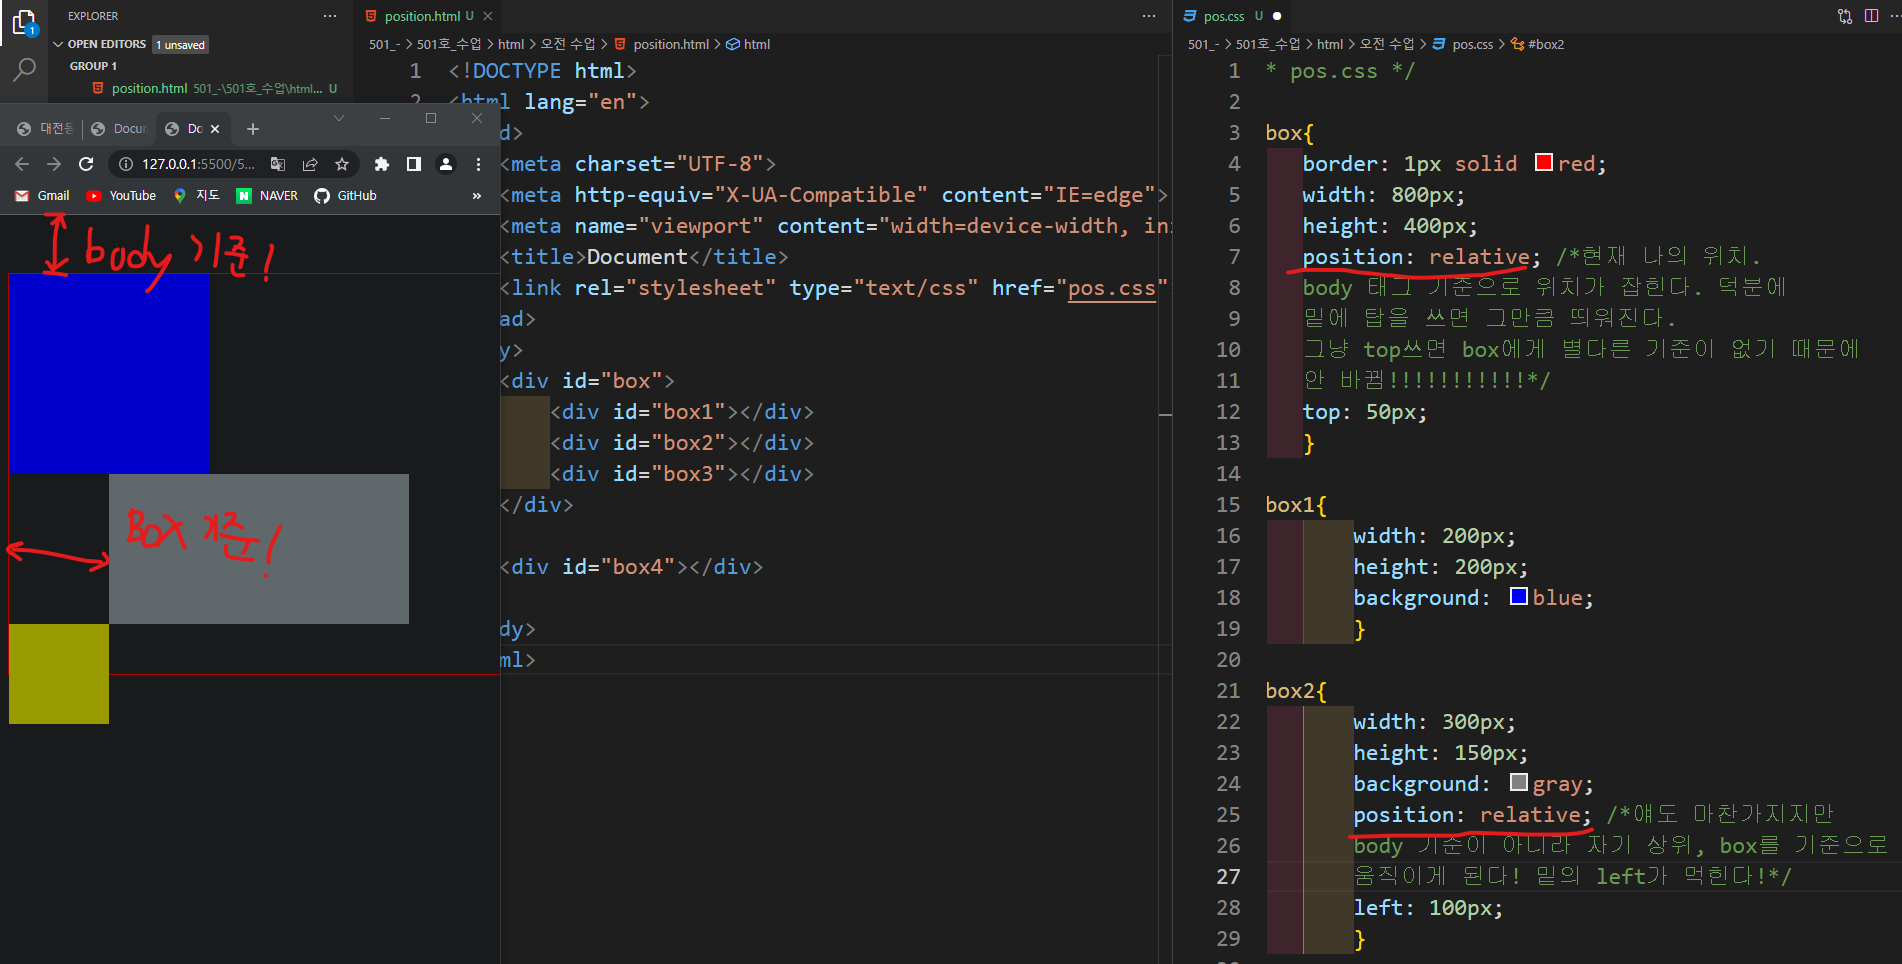 1
EXPLORER
···
OPEN EDITORS 1 unsaved
GROUP 1
position.html 501_-\501호_수업\html... U
대전동
Docun
Do
127.0.0.1:5500/5...
Gmail YouTube 지도 NAVER GitHub »
body 기준!
BOX 기준!
position.html U
···
501_- > 501호_수업 > html > 오전 수업 > position.html > html
1 <!DOCTYPE html>
2 <html lang="en">
d>
<meta charset="UTF-8">
<meta http-equiv="X-UA-Compatible" content="IE=edge">
<meta name="viewport" content="width=device-width, in
<title>Document</title>
<link rel="stylesheet" type="text/css" href="pos.css"
ad>
y>
<div id="box">
<div id="box1"></div>
<div id="box2"></div>
<div id="box3"></div>
</div>
<div id="box4"></div>
dy>
ml>
pos.css U
501_- > 501호_수업 > html > 오전 수업 > pos.css > #box2
1 * pos.css */
2
3 box{
4 border: 1px solid red;
5 width: 800px;
6 height: 400px;
7 position: relative; /*현재 나의 위치.
8 body 태그 기준으로 위치가 잡힌다. 덕분에
9 밑에 탑을 쓰면 그만큼 띄워진다.
10 그냥 top쓰면 box에게 별다른 기준이 없기 때문에
11 안 바뀜!!!!!!!!!!!*/
12 top: 50px;
13 }
14
15 box1{
16 width: 200px;
17 height: 200px;
18 background: blue;
19 }
20
21 box2{
22 width: 300px;
23 height: 150px;
24 background: gray;
25 position: relative; /*얘도 마찬가지지만
26 body 기준이 아니라 자기 상위, box를 기준으로
27 움직이게 된다! 밑의 left가 먹힌다!*/
28 left: 100px;
29 }